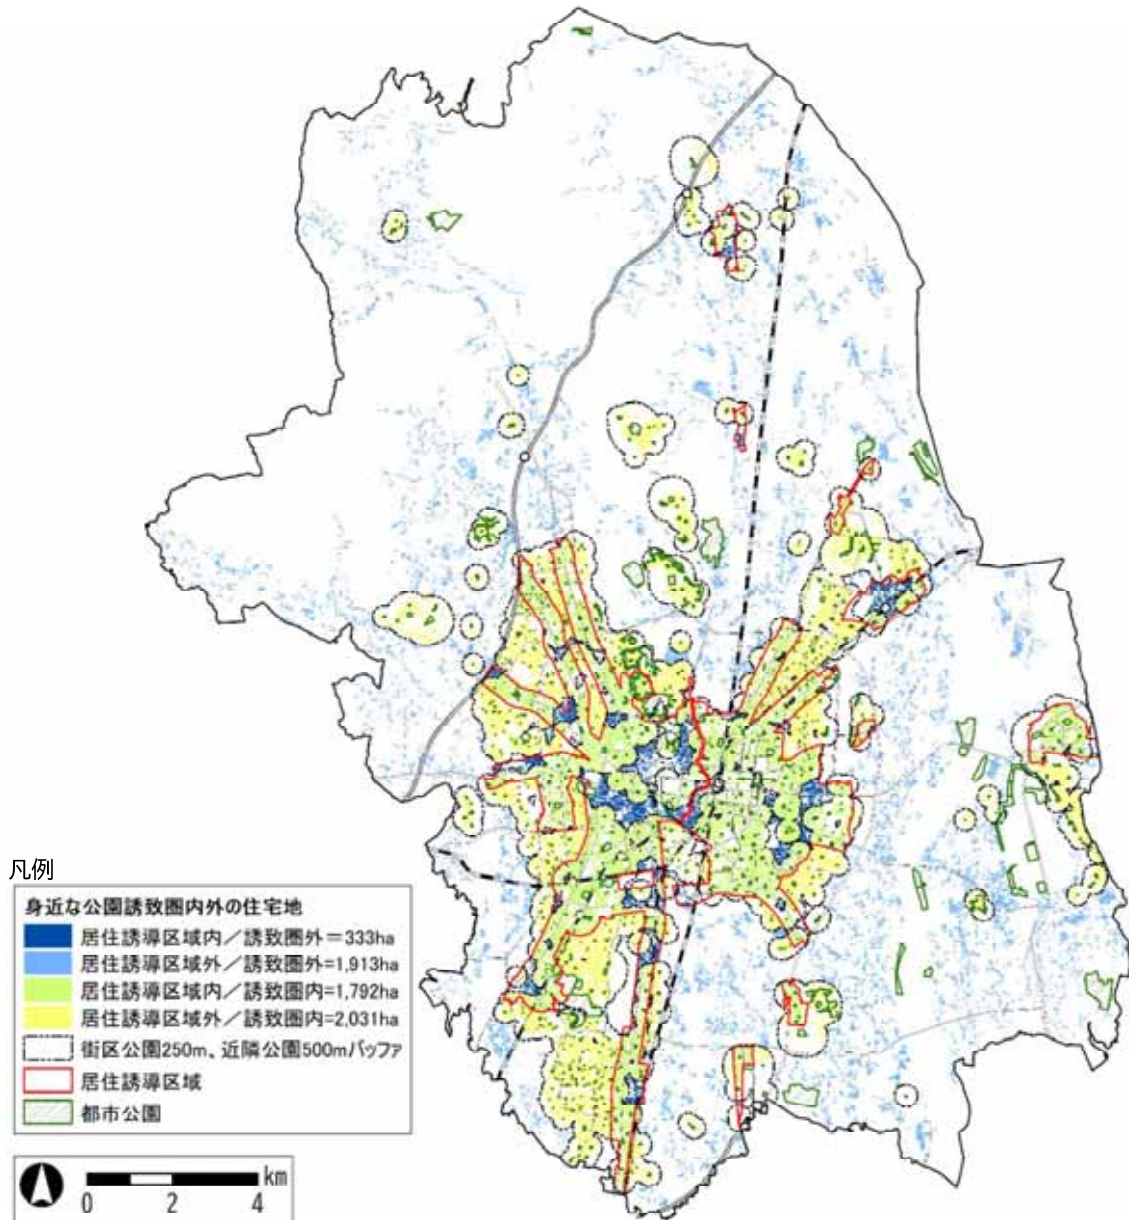 凡例
身近な公園誘致圏内外の住宅地
居住誘導区域内／誘致圏外＝333ha
居住誘導区域外／誘致圏外=1,913ha
居住誘導区域内／誘致圏内=1,792ha
居住誘導区域外／誘致圏内=2,031ha
街区公園250m、近隣公園500mバッファ
居住誘導区域
都市公園
km
0 2 4